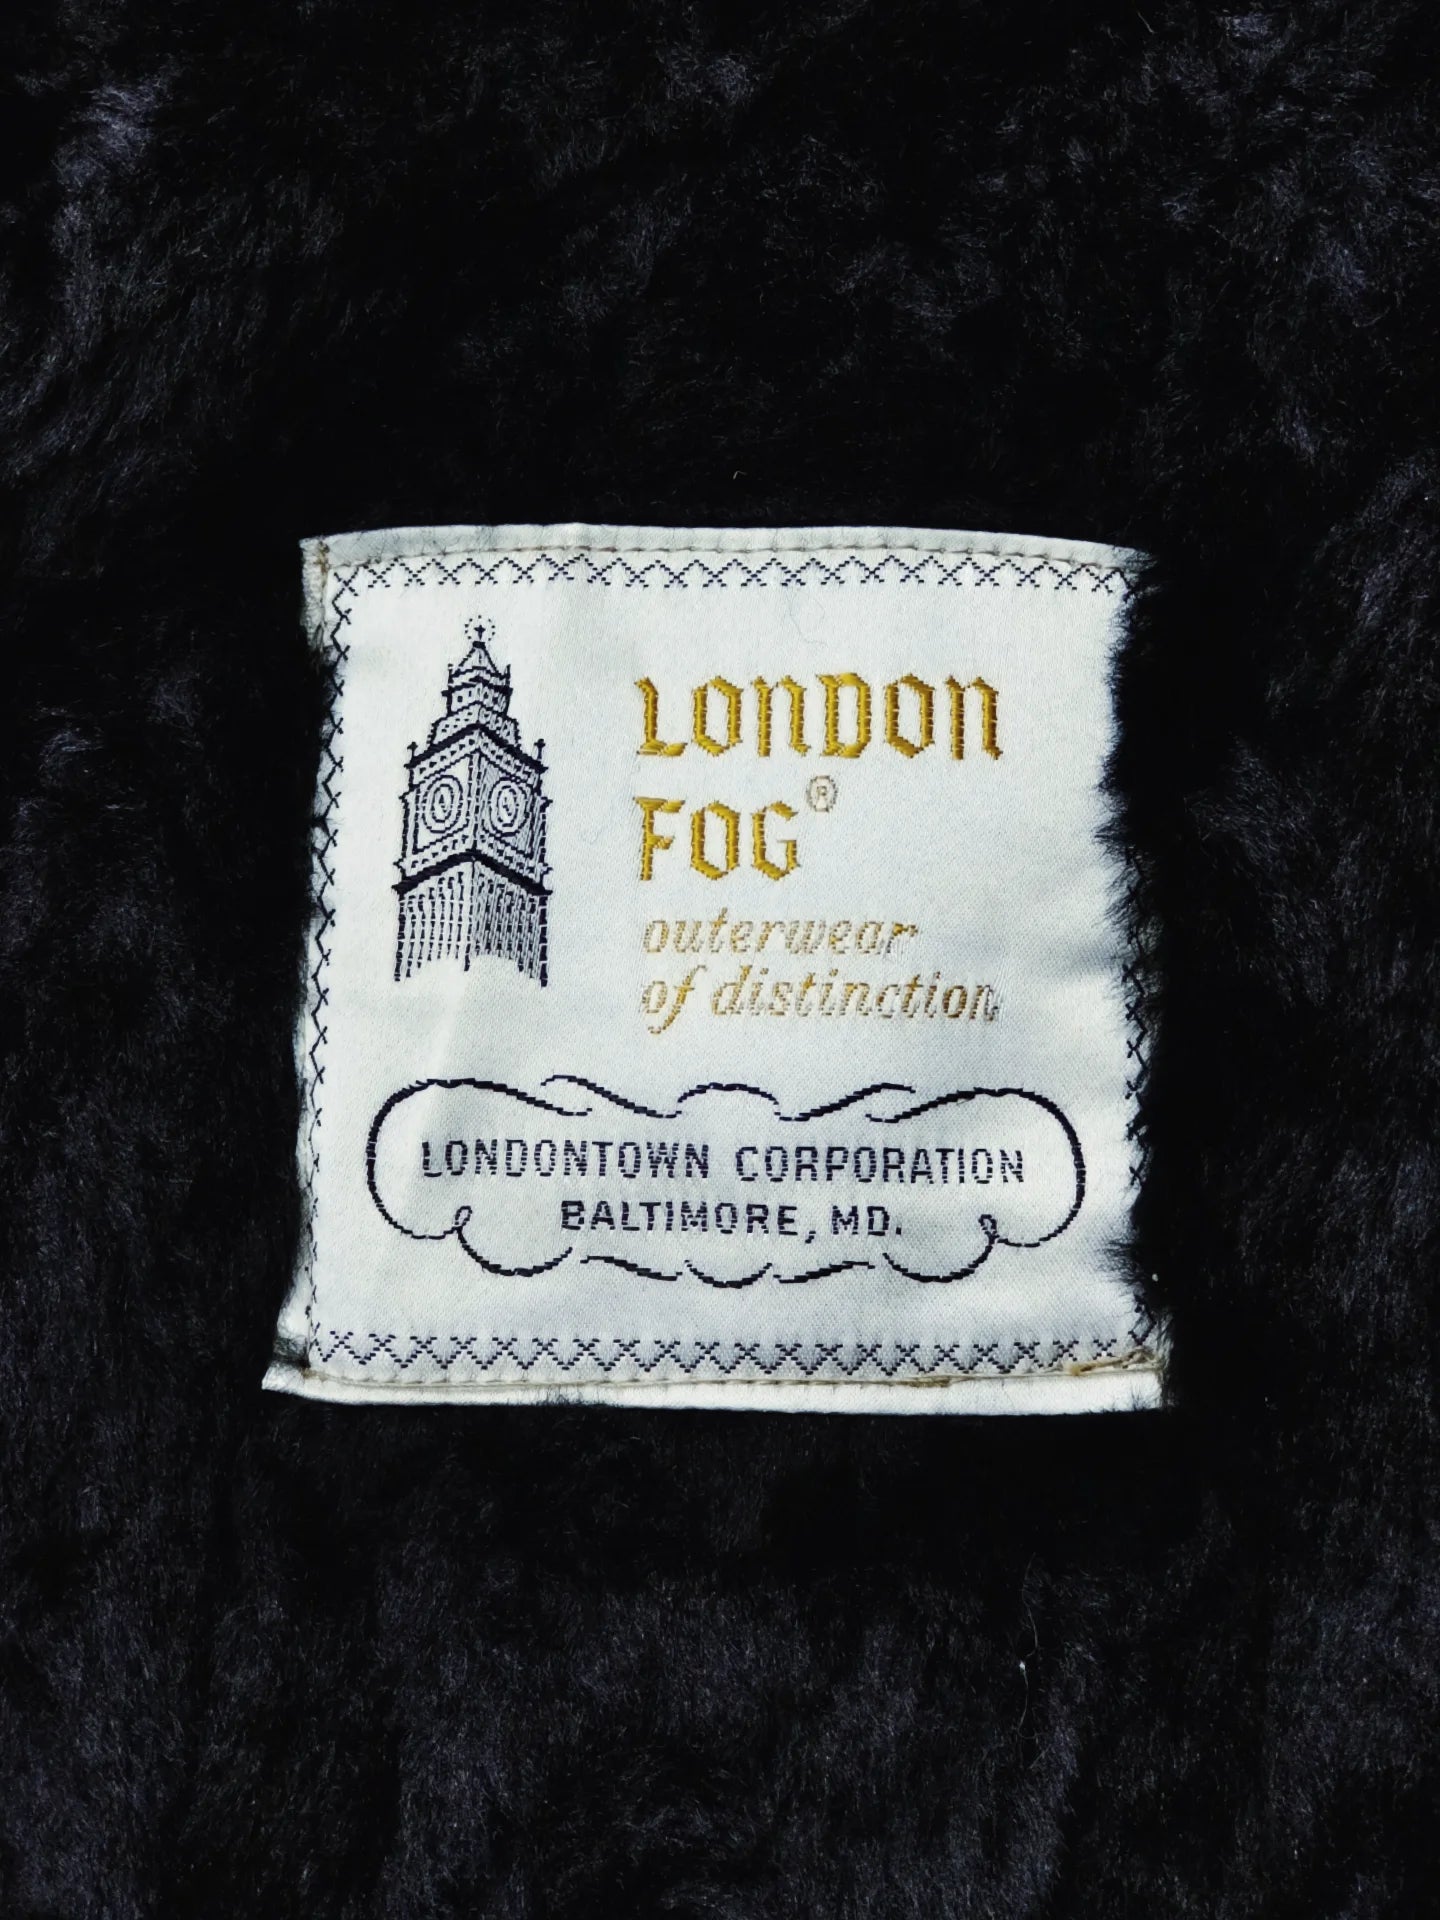 LONDON
FOG®
outerwear
of distinction
LONDONTOWN CORPORATION
BALTIMORE, MD.